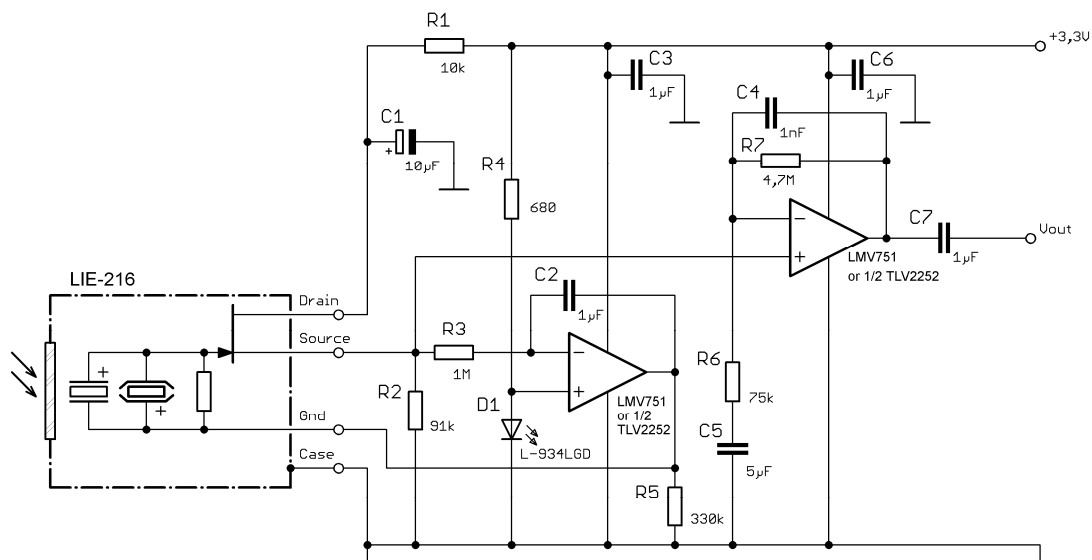 R1
10k
+3,3V
C3
1µF
C6
1µF
C4
1nF
C1
+
10µF
R4
680
R7
4,7M
C7
1µF
Vout
−
+
LMV751
or 1/2 TLV2252
LIE-216
Drain
Source
Gnd
Case
+
+
C2
1µF
R3
1M
−
+
LMV751
or 1/2
TLV2252
R2
91k
D1
L-934LGD
R6
75k
C5
5µF
R5
330k